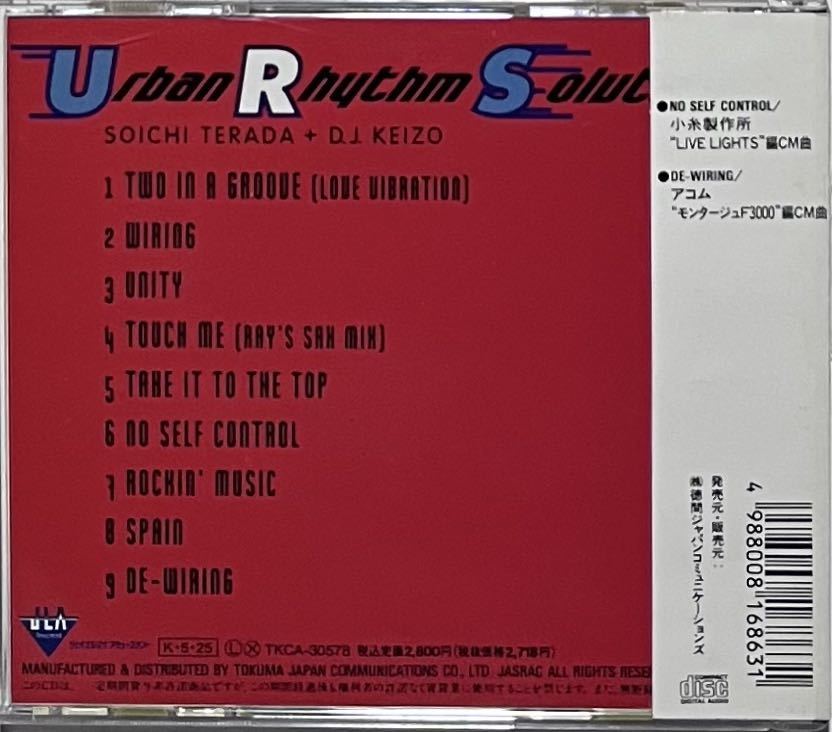 Urban Rhythm S-olut
SOICHI TERADA + D.J. KEIZO
1 TWO IN A GROOVE (LOVE VIBRATION)
2 WIRING
3 UNITY
4 TOUCH ME (RAY'S SAX MIX)
5 TAKE IT TO THE TOP
6 NO SELF CONTROL
7 ROCKIN' MUSIC
8 SPAIN
9 DE-WIRING
K・5・25 Ⓛ Ⓧ TKCA-30578 税込定価2,800円(税抜価格2,718円)
MANUFACTURED & DISTRIBUTED BY TOKUMA JAPAN COMMUNICATIONS CO., LTD. JASRAC ALL RIGHTS RESE
●NO SELF CONTROL/
小糸製作所
"LIVE LIGHTS"編CM曲
●DE-WIRING/
アコム
"モンタージュF3000"編CM曲
発売元・販売元:
㈱徳間ジャパンコミュニケーションズ
4 988008 168631
COMPACT
disc
DIGITAL AUDIO